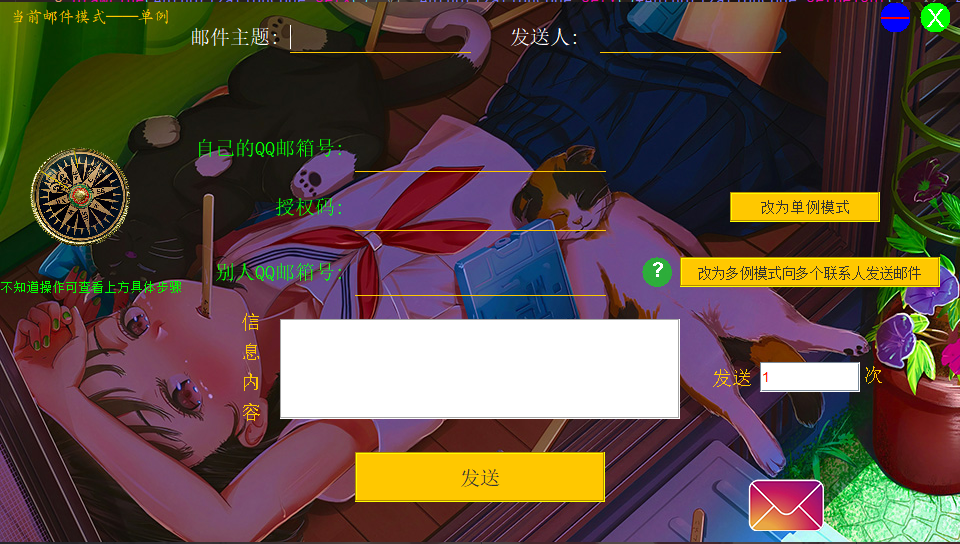 当前邮件模式——单例
X
邮件主题:
发送人:
自己的QQ邮箱号:
授权码:
改为单例模式
别人QQ邮箱号:
?
改为多例模式向多个联系人发送邮件
不知道操作可查看上方具体步骤
信
息
内
容
发送 1 次
发送